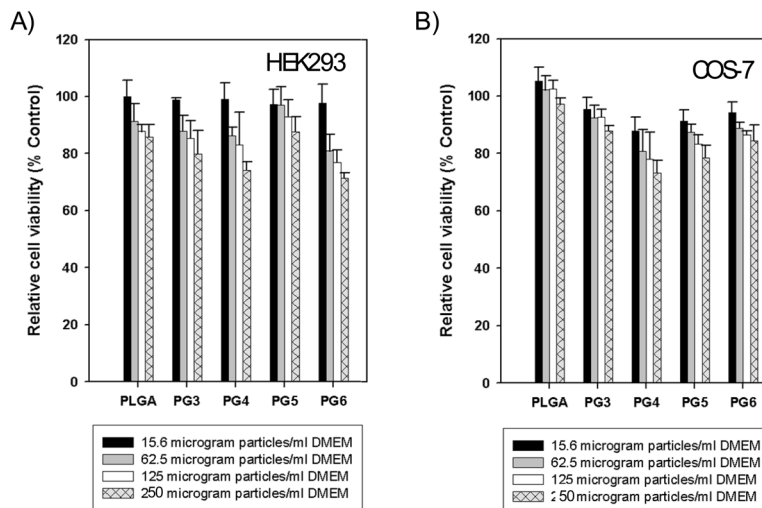 A)
HEK293
Relative cell viability (% Control)
120
100
80
60
40
20
0
PLGA PG3 PG4 PG5 PG6
15.6 microgram particles/ml DMEM
62.5 microgram particles/ml DMEM
125 microgram particles/ml DMEM
250 microgram particles/ml DMEM
B)
COS-7
Relative cell viability (% Control)
120
100
80
60
40
20
0
PLGA PG3 PG4 PG5 PG6
15.6 microgram particles/ml DMEM
62.5 microgram particles/ml DMEM
125 microgram particles/ml DMEM
250 microgram particles/ml DMEM